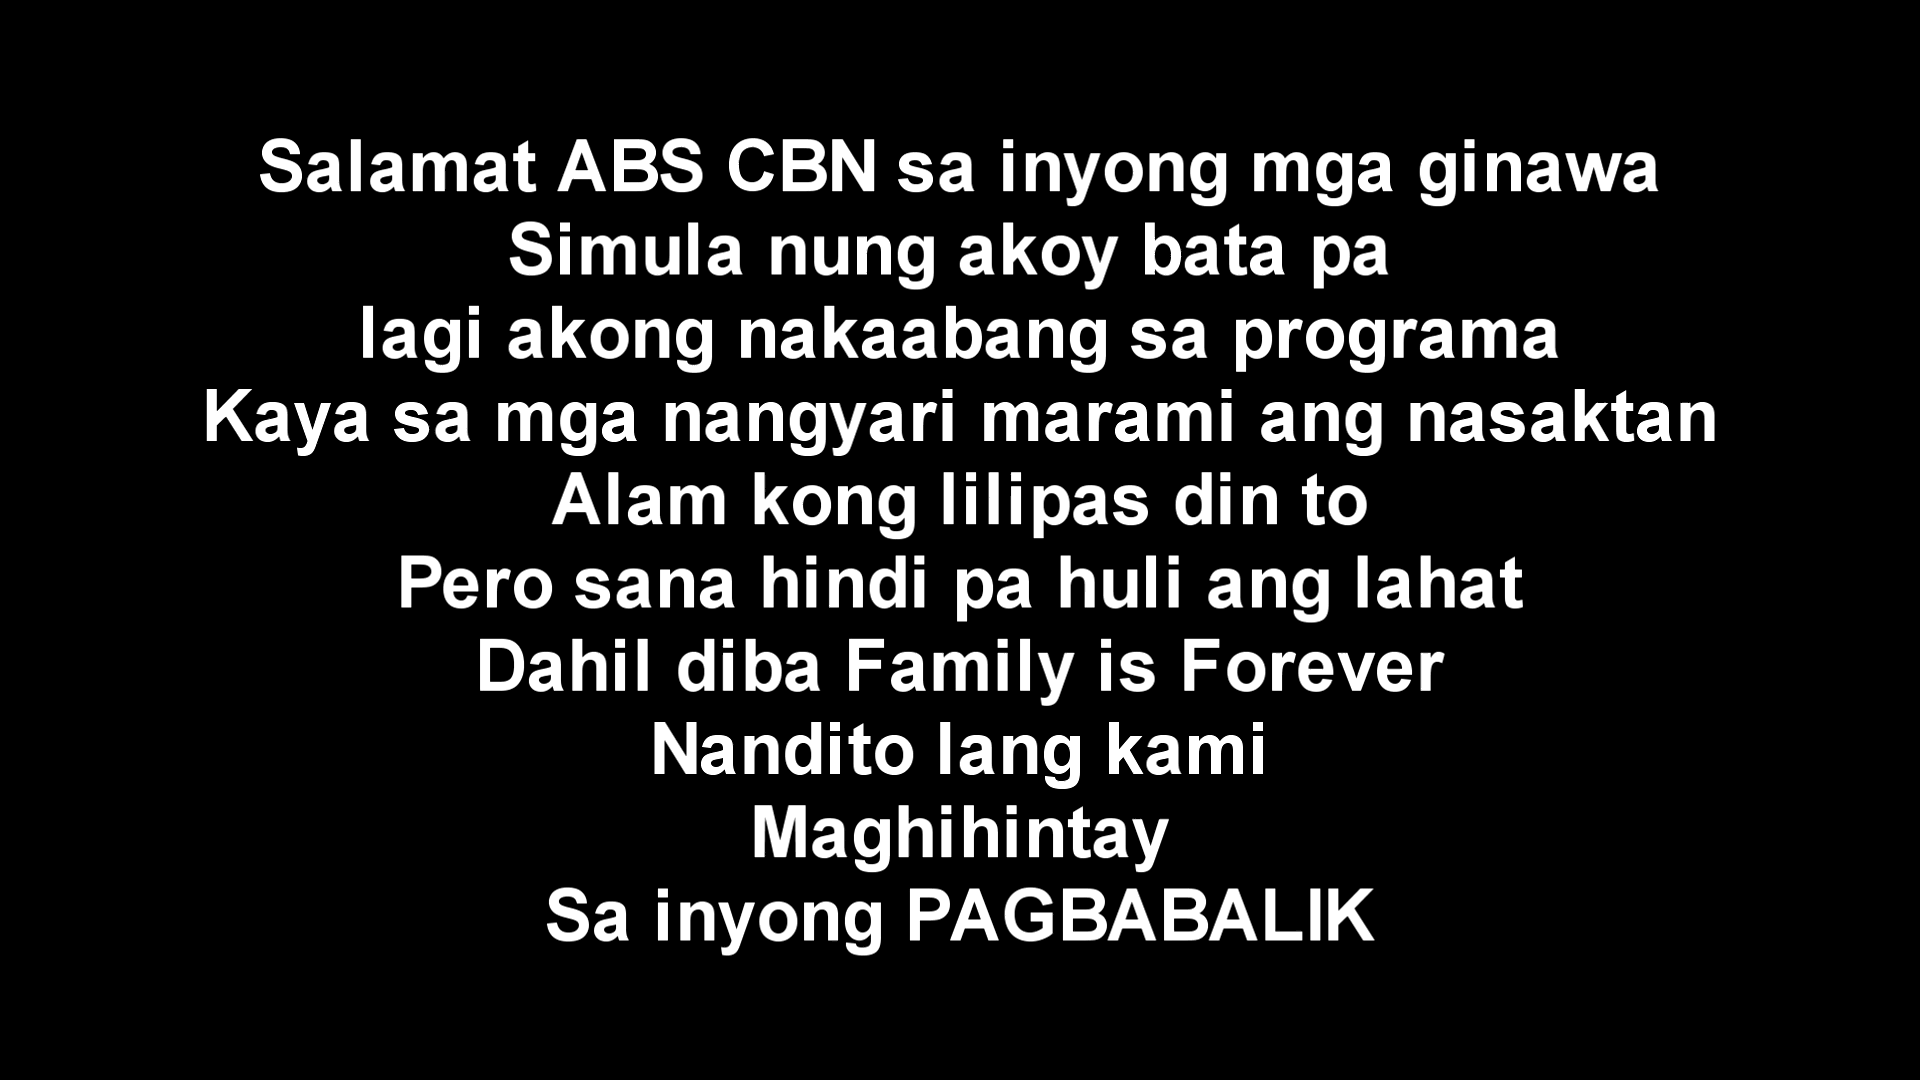 Salamat ABS CBN sa inyong mga ginawa
Simula nung akoy bata pa
lagi akong nakaabang sa programa
Kaya sa mga nangyari marami ang nasaktan
Alam kong lilipas din to
Pero sana hindi pa huli ang lahat
Dahil diba Family is Forever
Nandito lang kami
Maghihintay
Sa inyong PAGBABALIK